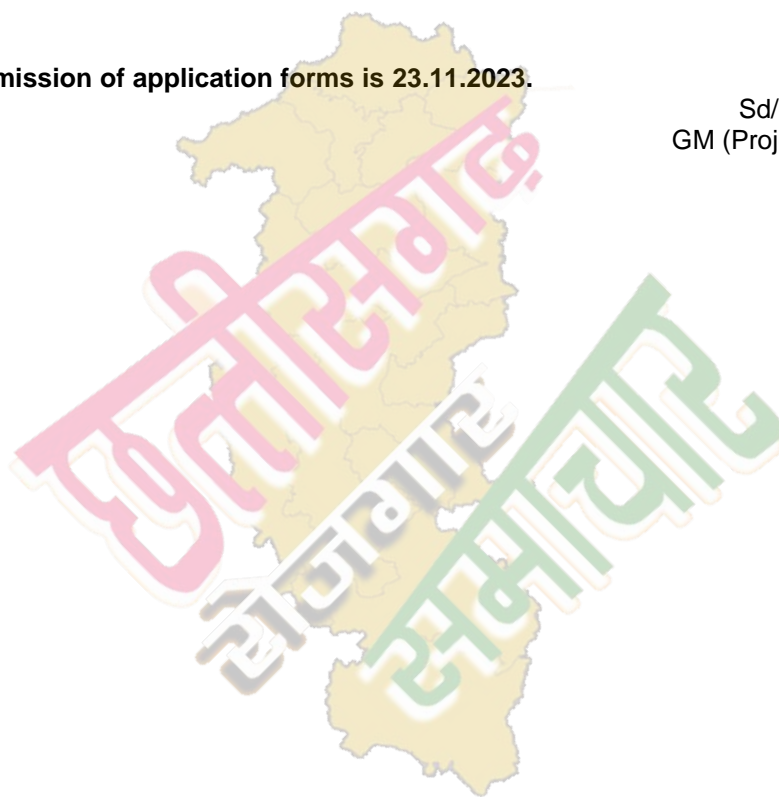 mission of application forms is 23.11.2023.
Sd/
GM (Proj
छत्तीसगढ़
रोजगार
समाचार